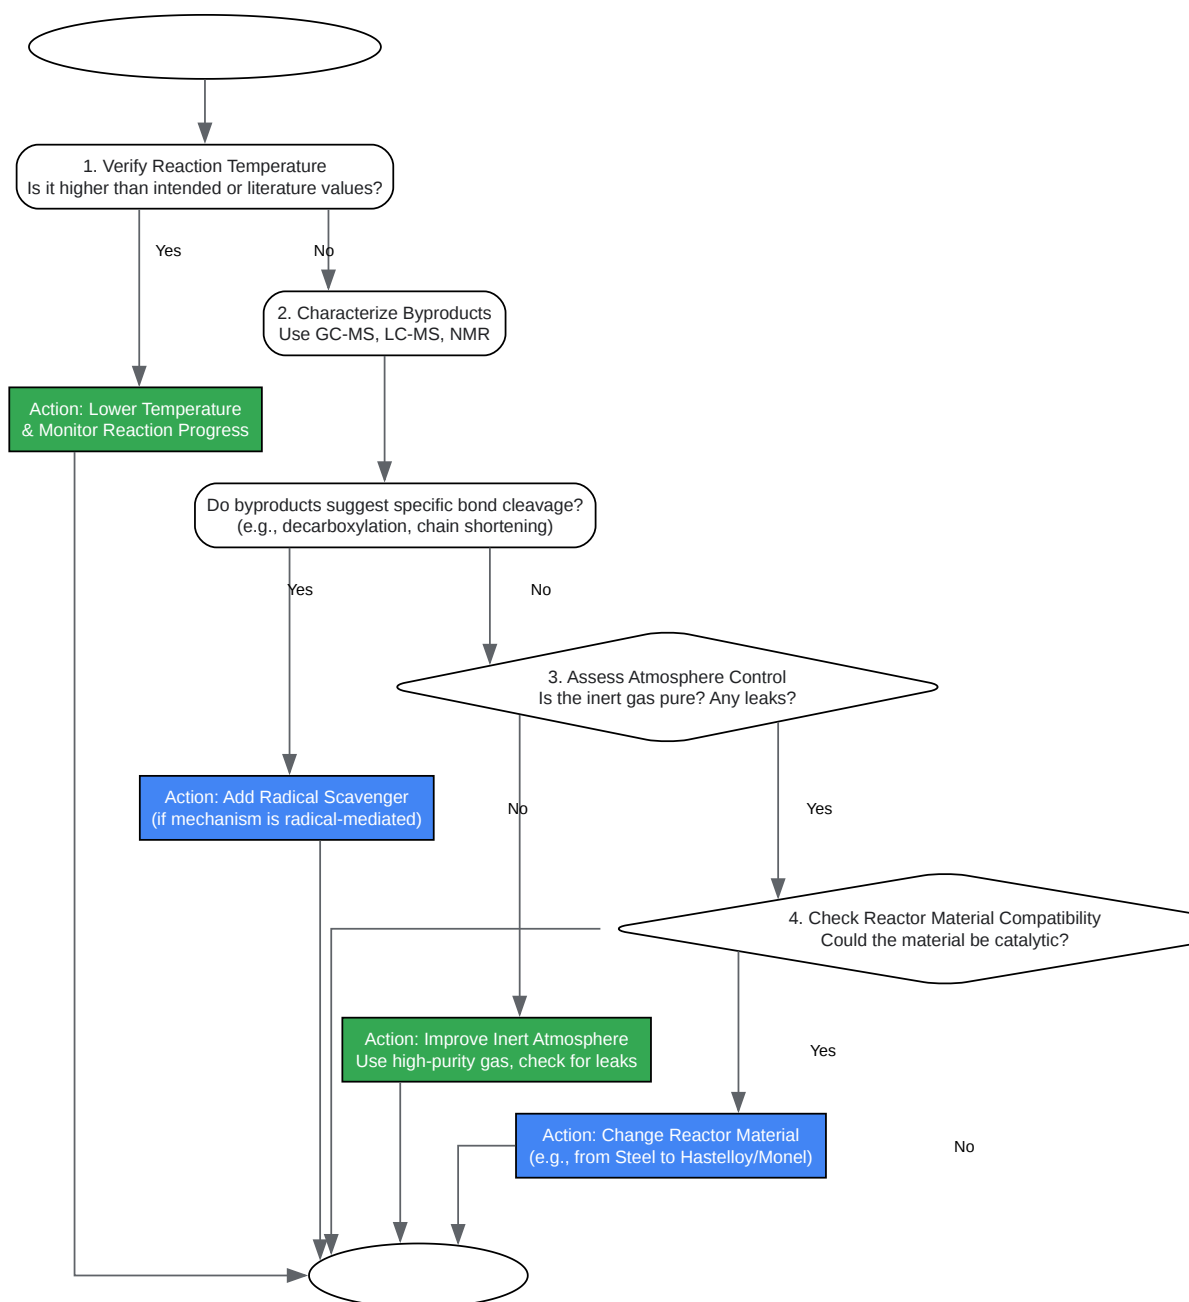 1. Verify Reaction Temperature
Is it higher than intended or literature values?
Yes
No
2. Characterize Byproducts
Use GC-MS, LC-MS, NMR
Action: Lower Temperature
& Monitor Reaction Progress
Do byproducts suggest specific bond cleavage?
(e.g., decarboxylation, chain shortening)
Yes
No
3. Assess Atmosphere Control
Is the inert gas pure? Any leaks?
Action: Add Radical Scavenger
(if mechanism is radical-mediated)
No
Yes
4. Check Reactor Material Compatibility
Could the material be catalytic?
Action: Improve Inert Atmosphere
Use high-purity gas, check for leaks
Yes
Action: Change Reactor Material
(e.g., from Steel to Hastelloy/Monel)
No